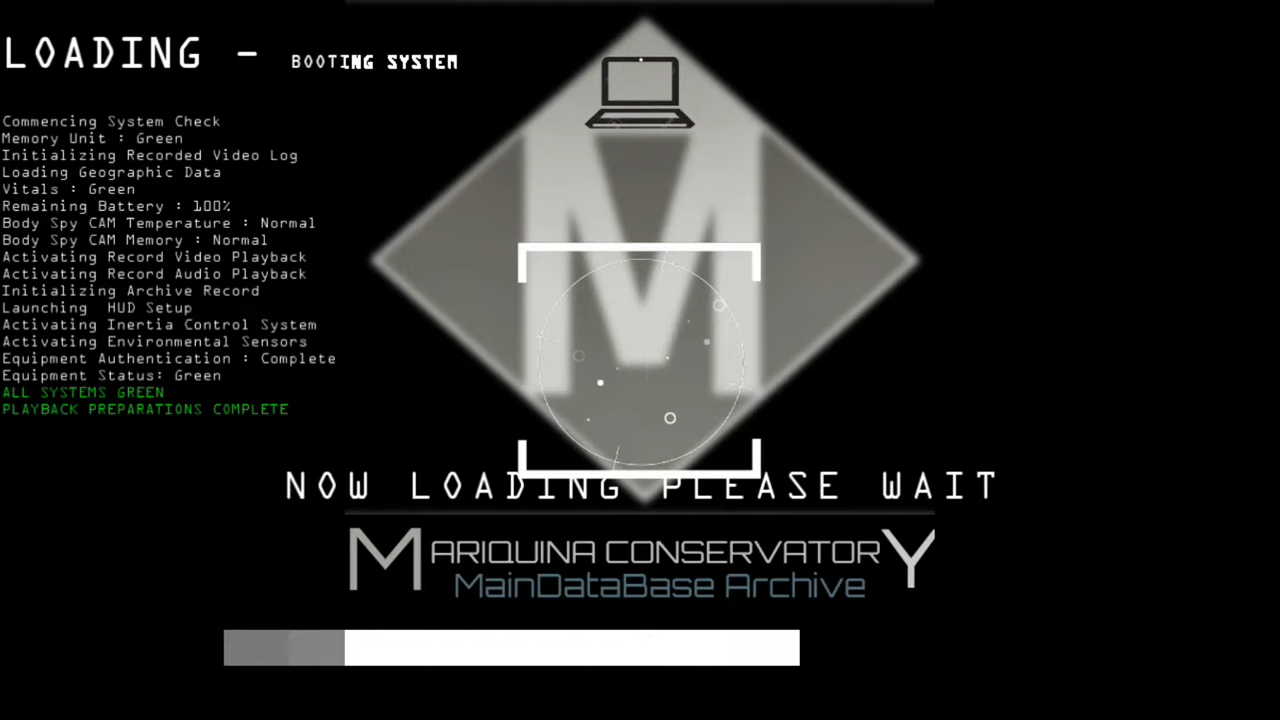 LOADING - BOOTING SYSTEM
Commencing System Check
Memory Unit : Green
Initializing Recorded Video Log
Loading Geographic Data
Vitals : Green
Remaining Battery : 100%
Body Spy CAM Temperature : Normal
Body Spy CAM Memory : Normal
Activating Record Video Playback
Activating Record Audio Playback
Initializing Archive Record
Launching HUD Setup
Activating Inertia Control System
Activating Environmental Sensors
Equipment Authentication : Complete
Equipment Status: Green
ALL SYSTEMS GREEN
PLAYBACK PREPARATIONS COMPLETE
M
NOW LOADING PLEASE WAIT
MARIQUINA CONSERVATORY
MainDataBase Archive